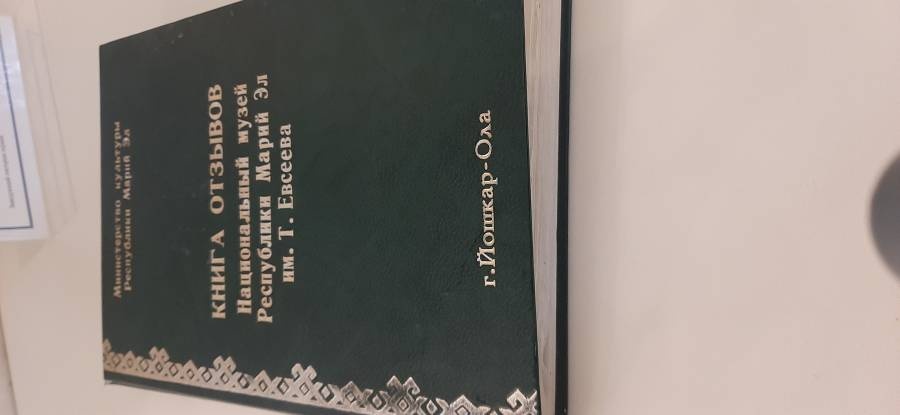 Министерство культуры
Республики Марий Эл
КНИГА ОТЗЫВОВ
Национальный музей
Республики Марий Эл
им. Т. Евсеева
г.Йошкар-Ола